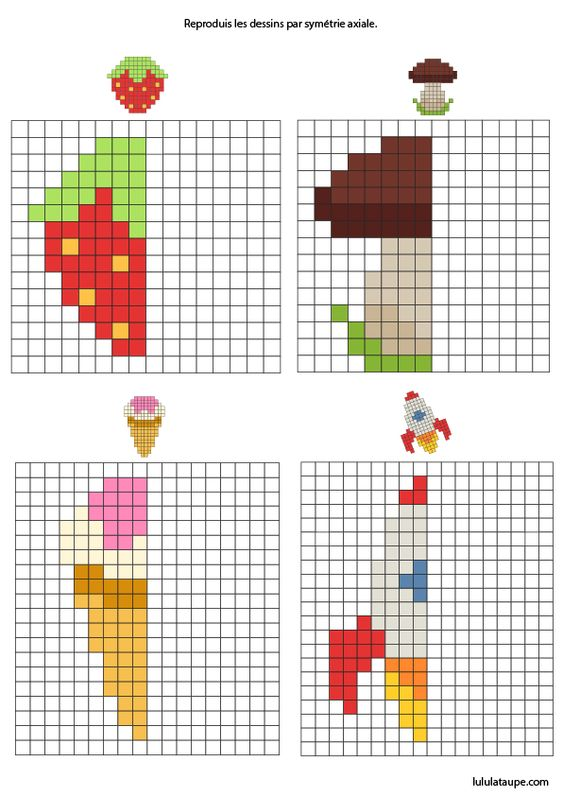 Reproduis les dessins par symétrie axiale.
lululataupe.com